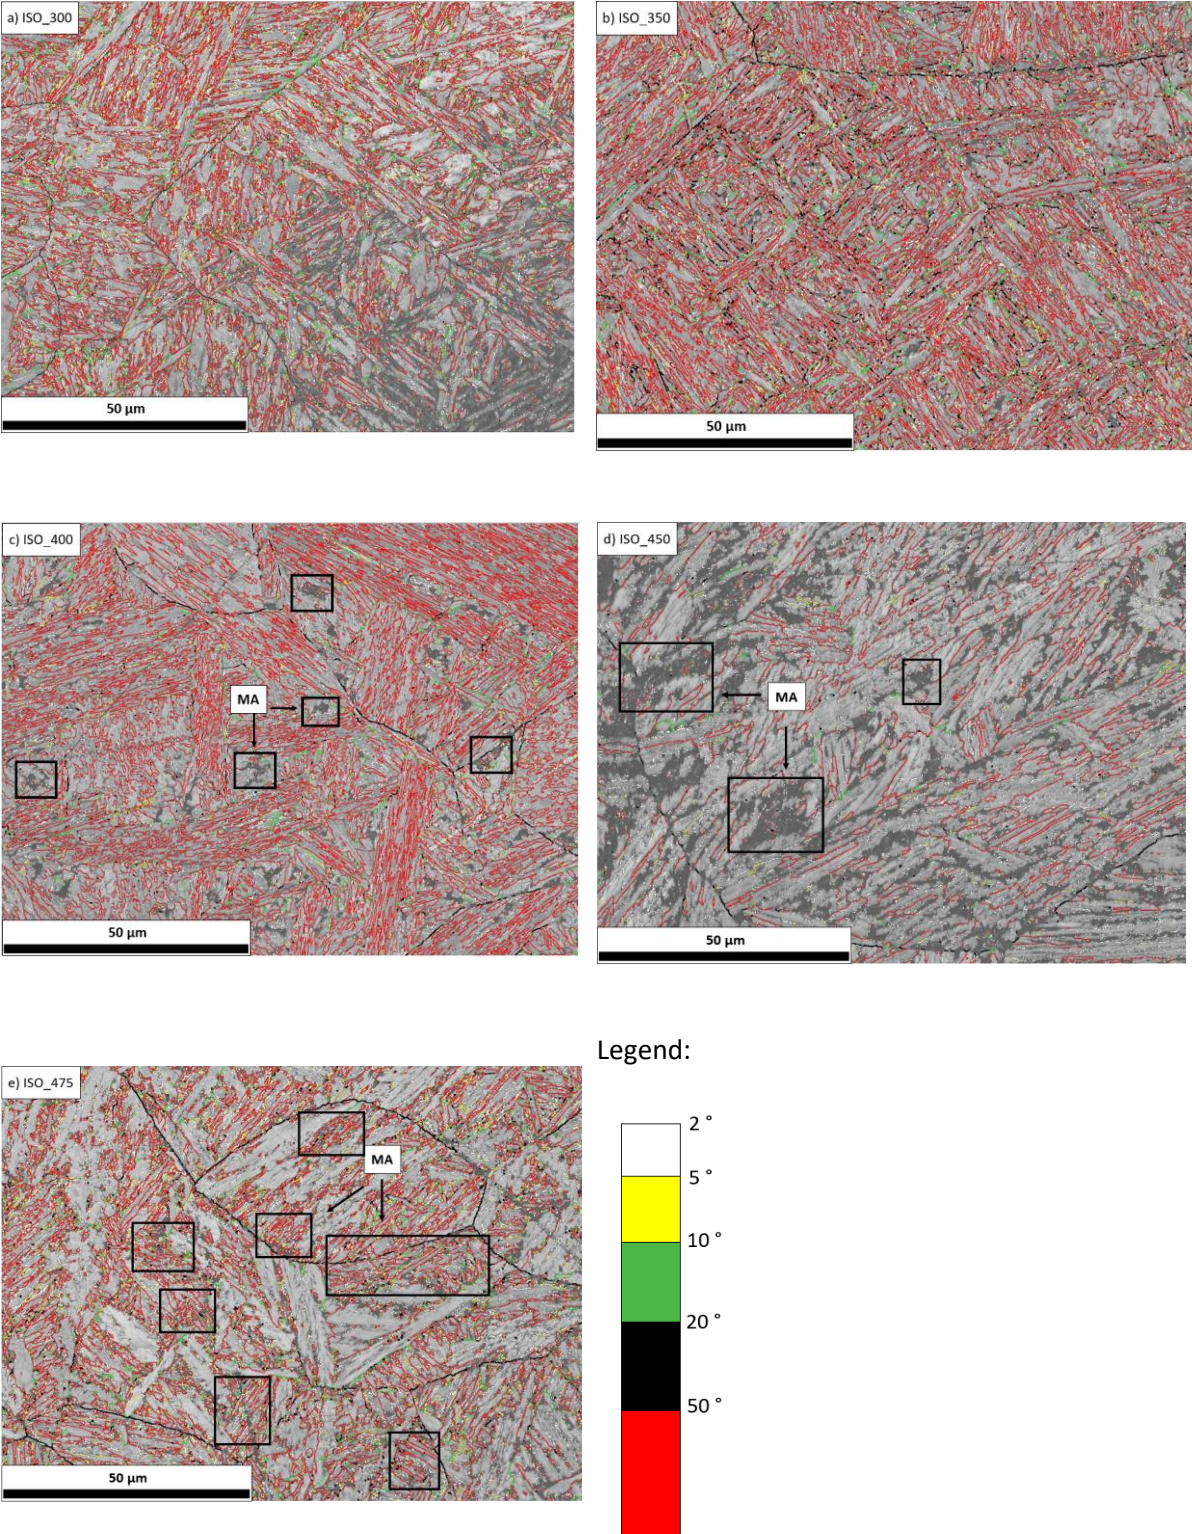 a) ISO_300
50 µm
b) ISO_350
50 µm
c) ISO_400
MA
50 µm
d) ISO_450
MA
50 µm
e) ISO_475
MA
50 µm
Legend:
2 °
5 °
10 °
20 °
50 °